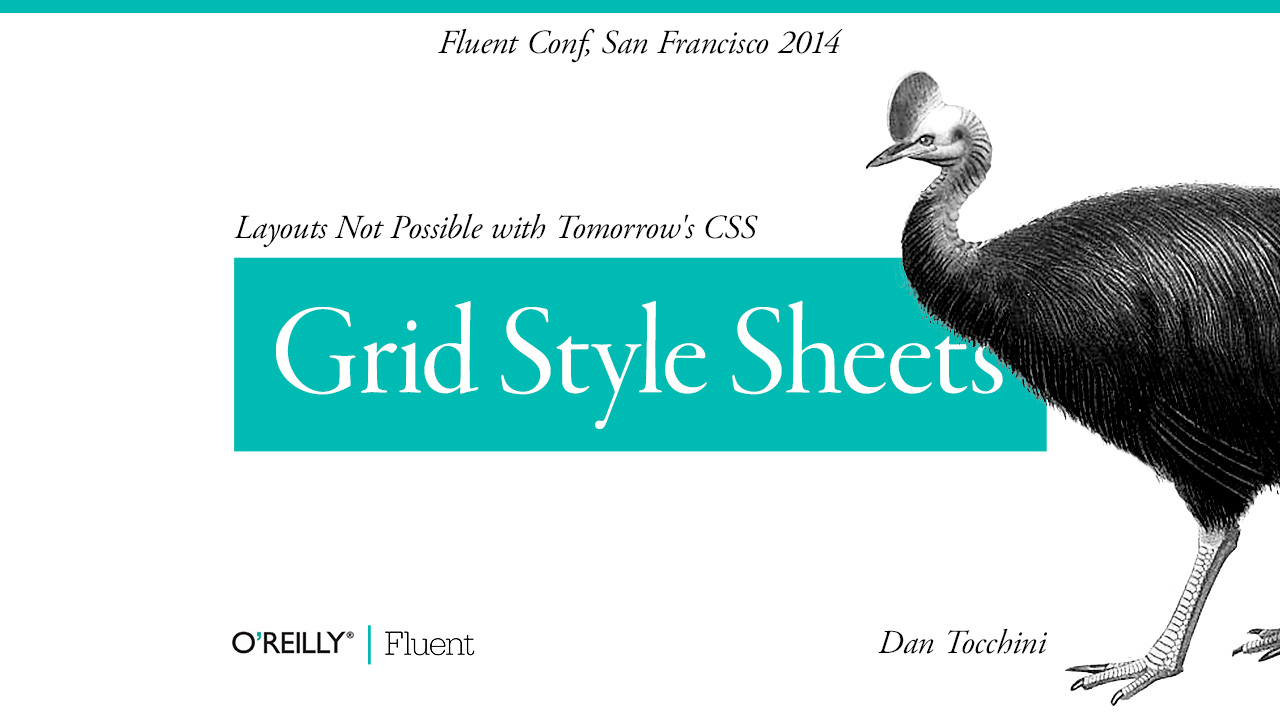 Fluent Conf, San Francisco 2014
Layouts Not Possible with Tomorrow's CSS
Grid Style Sheets
O'REILLY® | Fluent
Dan Tocchini